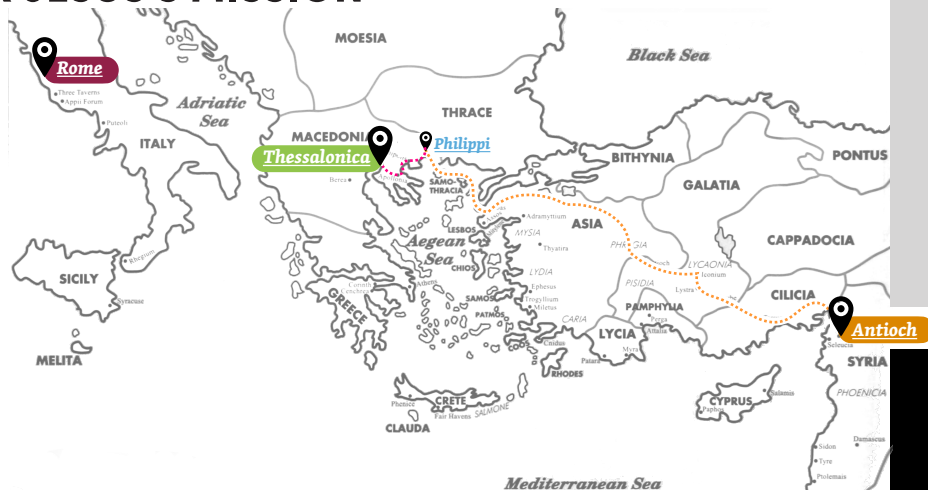 MOESIA
Black Sea
Rome
Three Taverns
Appii Forum
Adriatic
Sea
THRACE
Puteoli
ITALY
MACEDONIA
Philippi
Thessalonica
BITHYNIA
PONTUS
Apollonia
Berea
SAMO-
THRACIA
GALATIA
Assos
Adramyttium
LESBOS
MYSIA
ASIA
Aegean
Sea
PHRYGIA
CAPPADOCIA
Thyatira
Rhegium
CHIOS
LYCAONIA
Iconium
SICILY
LYDIA
PISIDIA
Lystra
Corinth
Cenchrea
Athens
Ephesus
Trogyllium
Miletus
SAMOS
PATMOS
CILICIA
GREECE
Syracuse
PAMPHYLIA
Perga
Attalia
CARIA
LYCIA
Antioch
Seleucia
MELITA
Cnidus
Patara
Myra
SYRIA
RHODES
PHOENICIA
Phenice
CRETE
SALMONE
Fair Havens
CLAUDA
CYPRUS
Salamis
Paphos
Damascus
Sidon
Tyre
Ptolemais
Mediterranean Sea